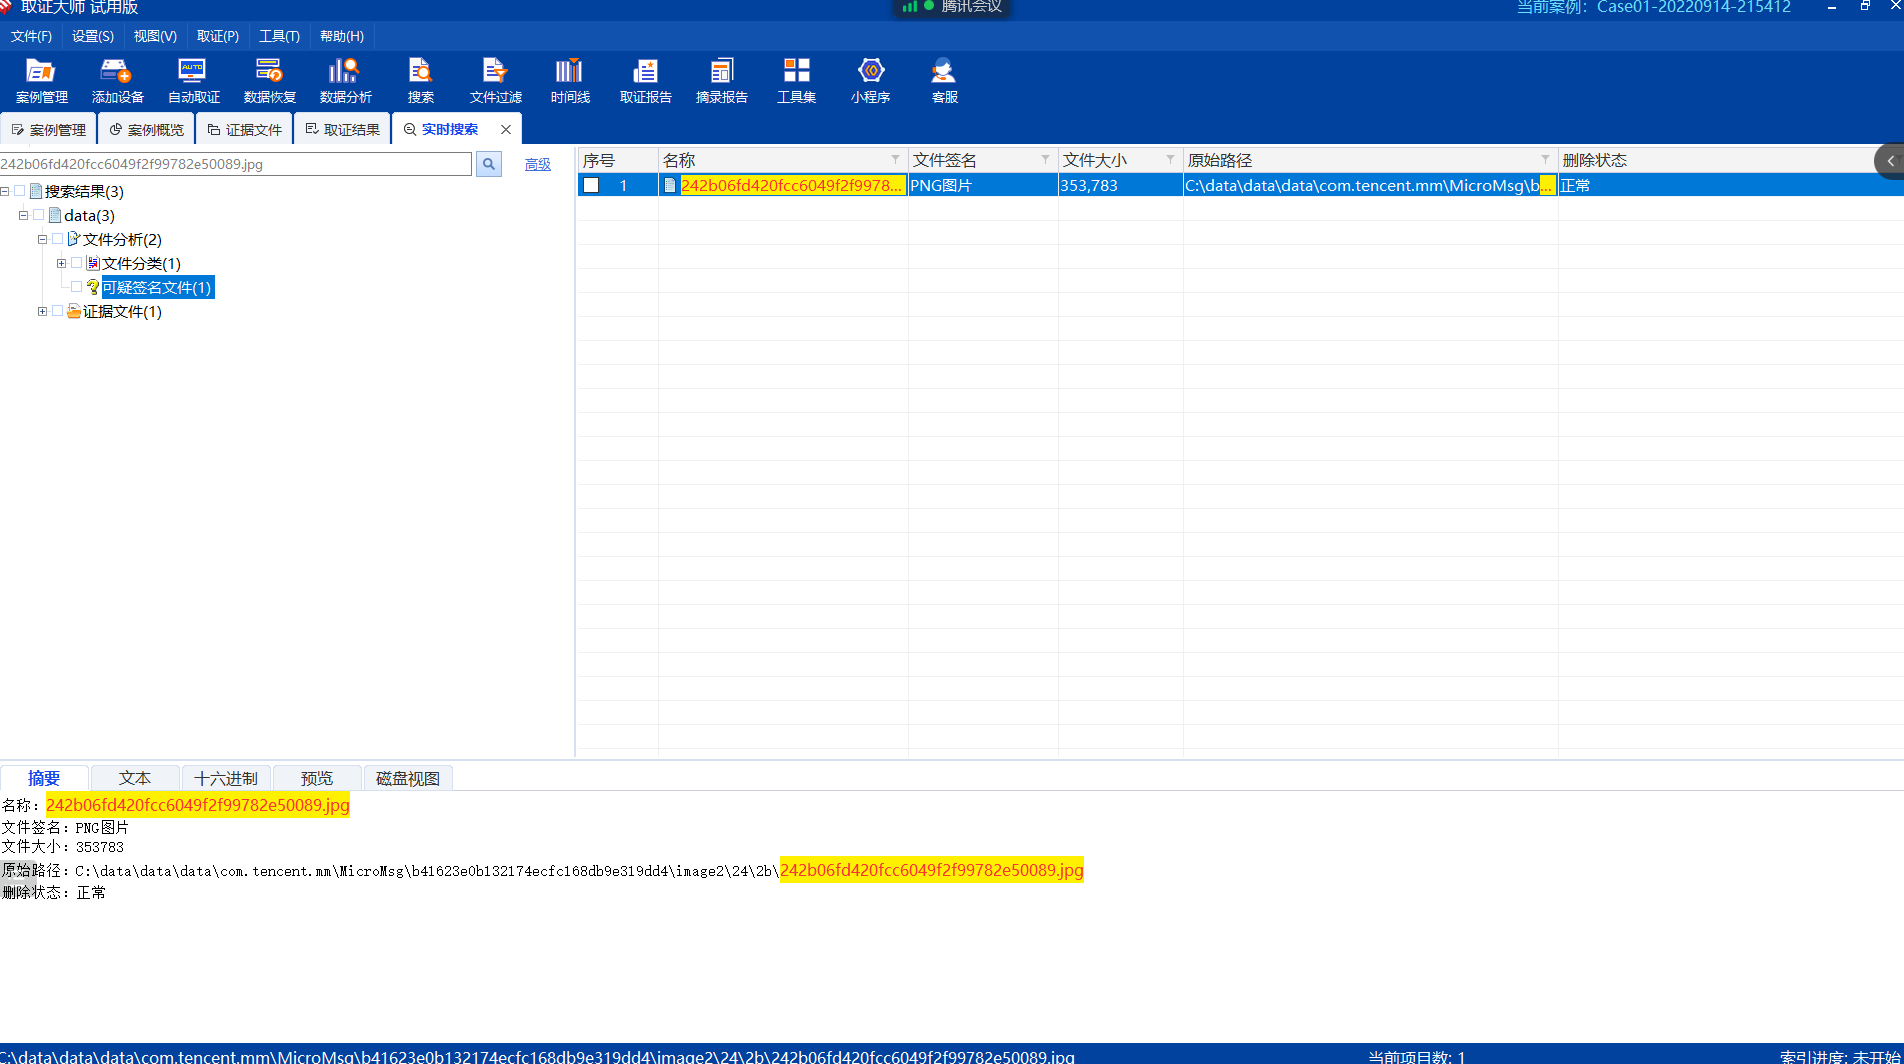 取证大师 试用版
腾讯会议
当前案例：Case01-20220914-215412
文件(F) 设置(S) 视图(V) 取证(P) 工具(T) 帮助(H)
AUTO
案例管理 添加设备 自动取证 数据恢复 数据分析 搜索 文件过滤 时间线 取证报告 摘录报告 工具集 小程序 客服
案例管理 案例概览 证据文件 取证结果 实时搜索
242b06fd420fcc6049f2f99782e50089.jpg 高级
序号 名称 文件签名 文件大小 原始路径 删除状态
1 242b06fd420fcc6049f2f9978... PNG图片 353,783 C:\data\data\data\com.tencent.mm\MicroMsg\b... 正常
搜索结果(3)
data(3)
文件分析(2)
文件分类(1)
可疑签名文件(1)
证据文件(1)
摘要 文本 十六进制 预览 磁盘视图
名称：242b06fd420fcc6049f2f99782e50089.jpg
文件签名：PNG图片
文件大小：353783
原始路径：C:\data\data\data\com.tencent.mm\MicroMsg\b41623e0b132174ecfc168db9e319dd4\image2\24\2b\242b06fd420fcc6049f2f99782e50089.jpg
删除状态：正常
C:\data\data\data\com.tencent.mm\MicroMsg\b41623e0b132174ecfc168db9e319dd4\image2\24\2b\242b06fd420fcc6049f2f99782e50089.jpg 当前项目数: 1 索引进度: 未开始